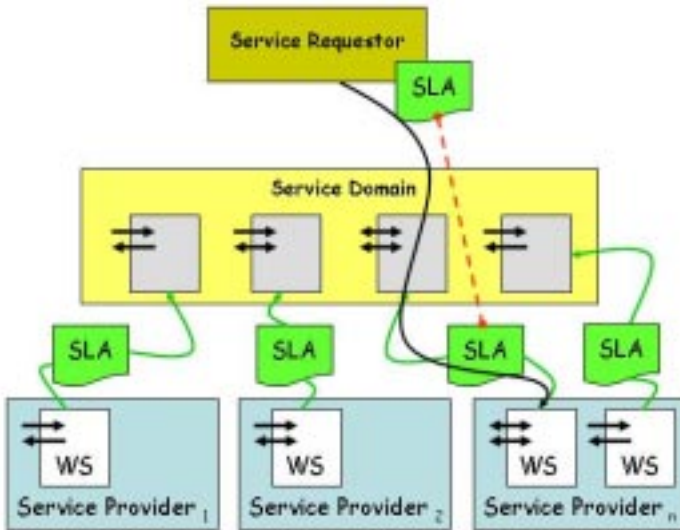 Service Requestor
SLA
Service Domain
SLA
SLA
SLA
SLA
WS
WS
WS
WS
Service Provider 1
Service Provider 2
Service Provider n